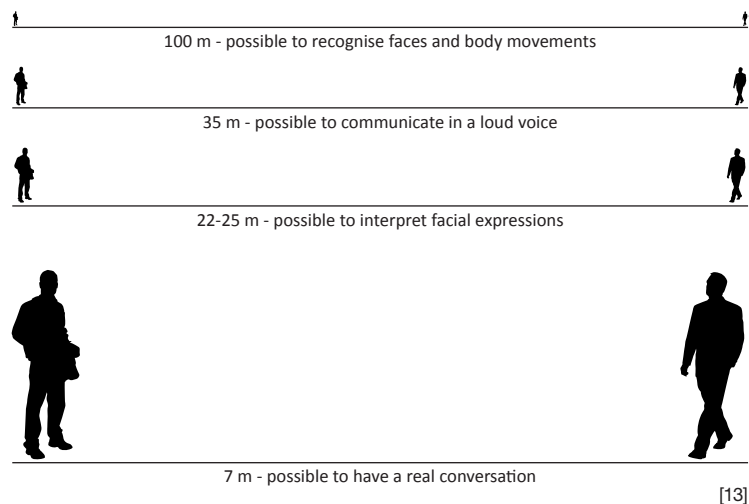 100 m - possible to recognise faces and body movements
35 m - possible to communicate in a loud voice
22-25 m - possible to interpret facial expressions
7 m - possible to have a real conversation
[13]